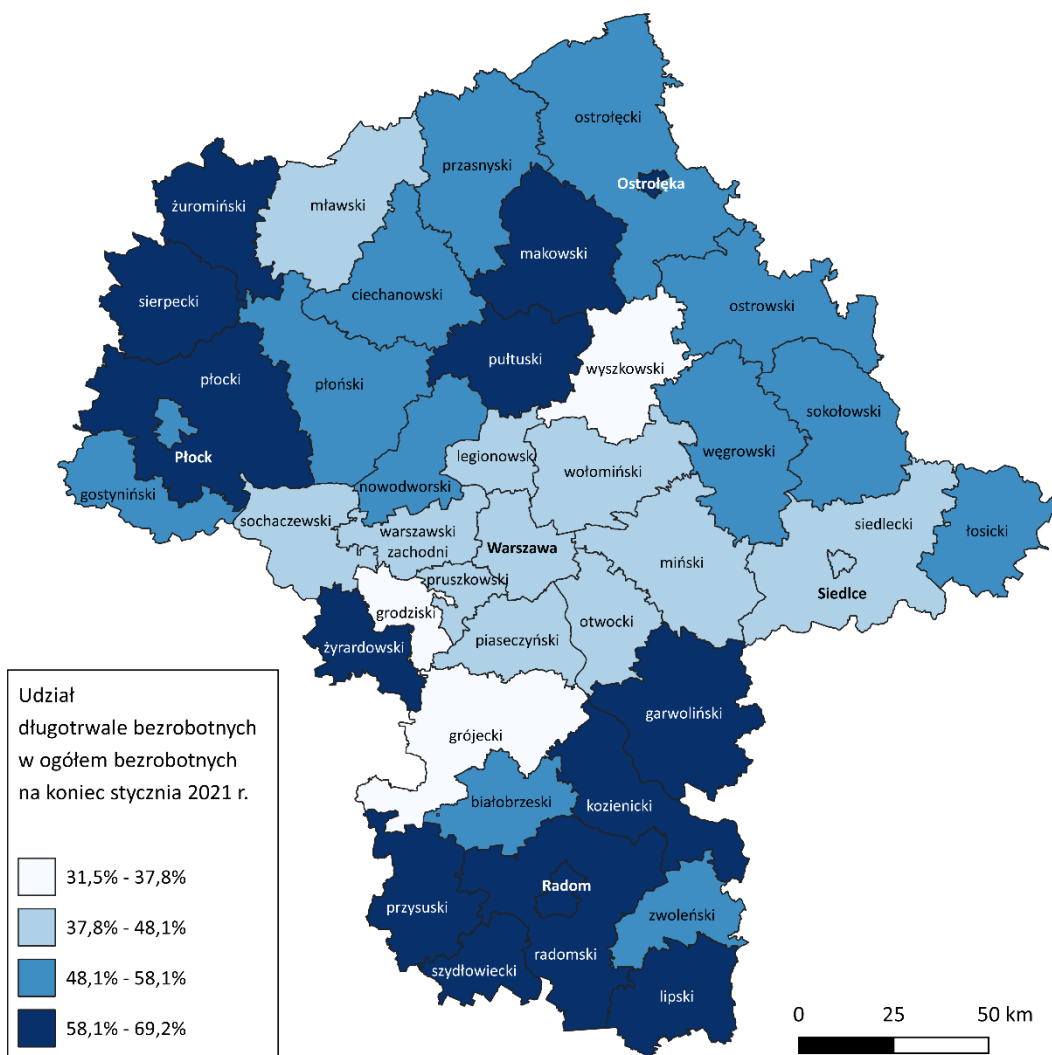 ostrołęcki
przasnyski
Ostrołęka
mławski
żuromiński
makowski
ciechanowski
sierpecki
ostrowski
pułtuski
wyszkowski
płocki
płoński
sokołowski
węgrowski
Płock
legionowski
wołomiński
gostyniński
nowodworski
sochaczewski
siedlecki
warszawski
zachodni
łosicki
Warszawa
miński
pruszkowski
Siedlce
grodziski
otwocki
piaseczyński
żyrardowski
garwoliński
grójecki
białobrzeski
kozienicki
Radom
przysuski
zwoleński
radomski
szydłowiecki
lipski
Udział
długotrwale bezrobotnych
w ogółem bezrobotnych
na koniec stycznia 2021 r.
31,5% - 37,8%
37,8% - 48,1%
48,1% - 58,1%
58,1% - 69,2%
0 25 50 km